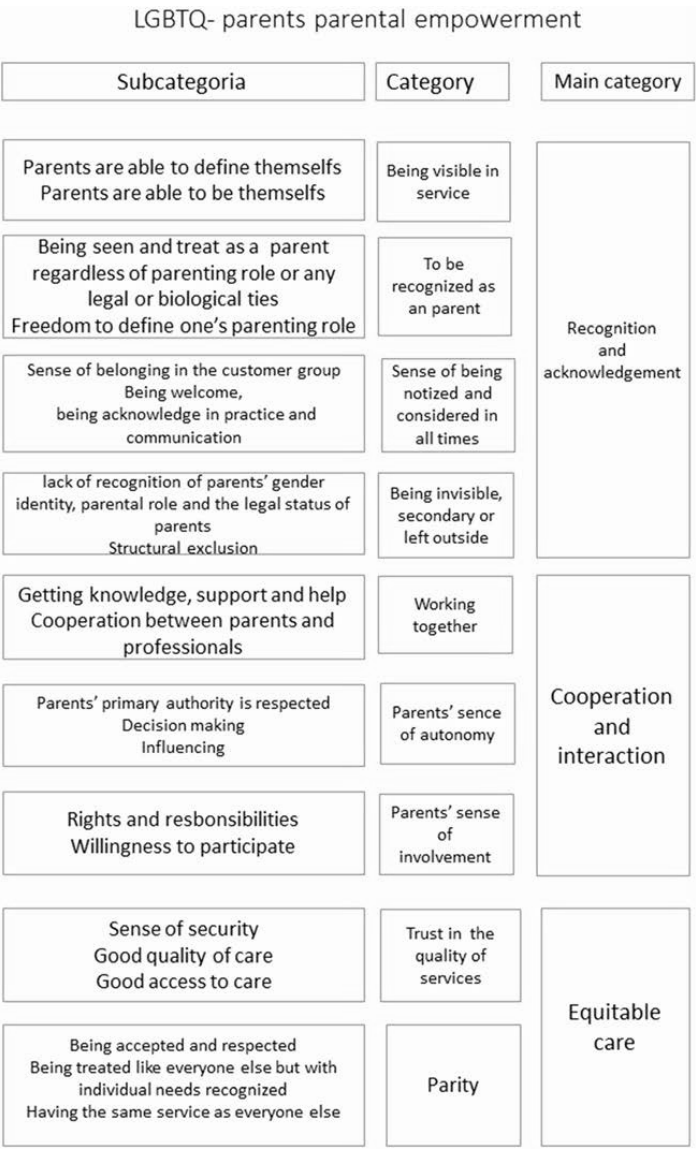 LGBTQ- parents parental empowerment
Subcategoria
Category
Main category
Parents are able to define themselfs
Parents are able to be themselfs
Being visible in
service
Being seen and treat as a parent
regardless of parenting role or any
legal or biological ties
Freedom to define one's parenting role
To be
recognized as
an parent
Sense of belonging in the customer group
Being welcome,
being acknowledge in practice and
communication
Sense of being
notized and
considered in
all times
lack of recognition of parents' gender
identity, parental role and the legal status of
parents
Structural exclusion
Being invisible,
secondary or
left outside
Recognition
and
acknowledgement
Getting knowledge, support and help
Cooperation between parents and
professionals
Working
together
Parents' primary authority is respected
Decision making
Influencing
Parents' sence
of autonomy
Rights and resbonsibilities
Willingness to participate
Parents' sense
of
involvement
Cooperation
and
interaction
Sense of security
Good quality of care
Good access to care
Trust in the
quality of
services
Being accepted and respected
Being treated like everyone else but with
individual needs recognized
Having the same service as everyone else
Parity
Equitable
care